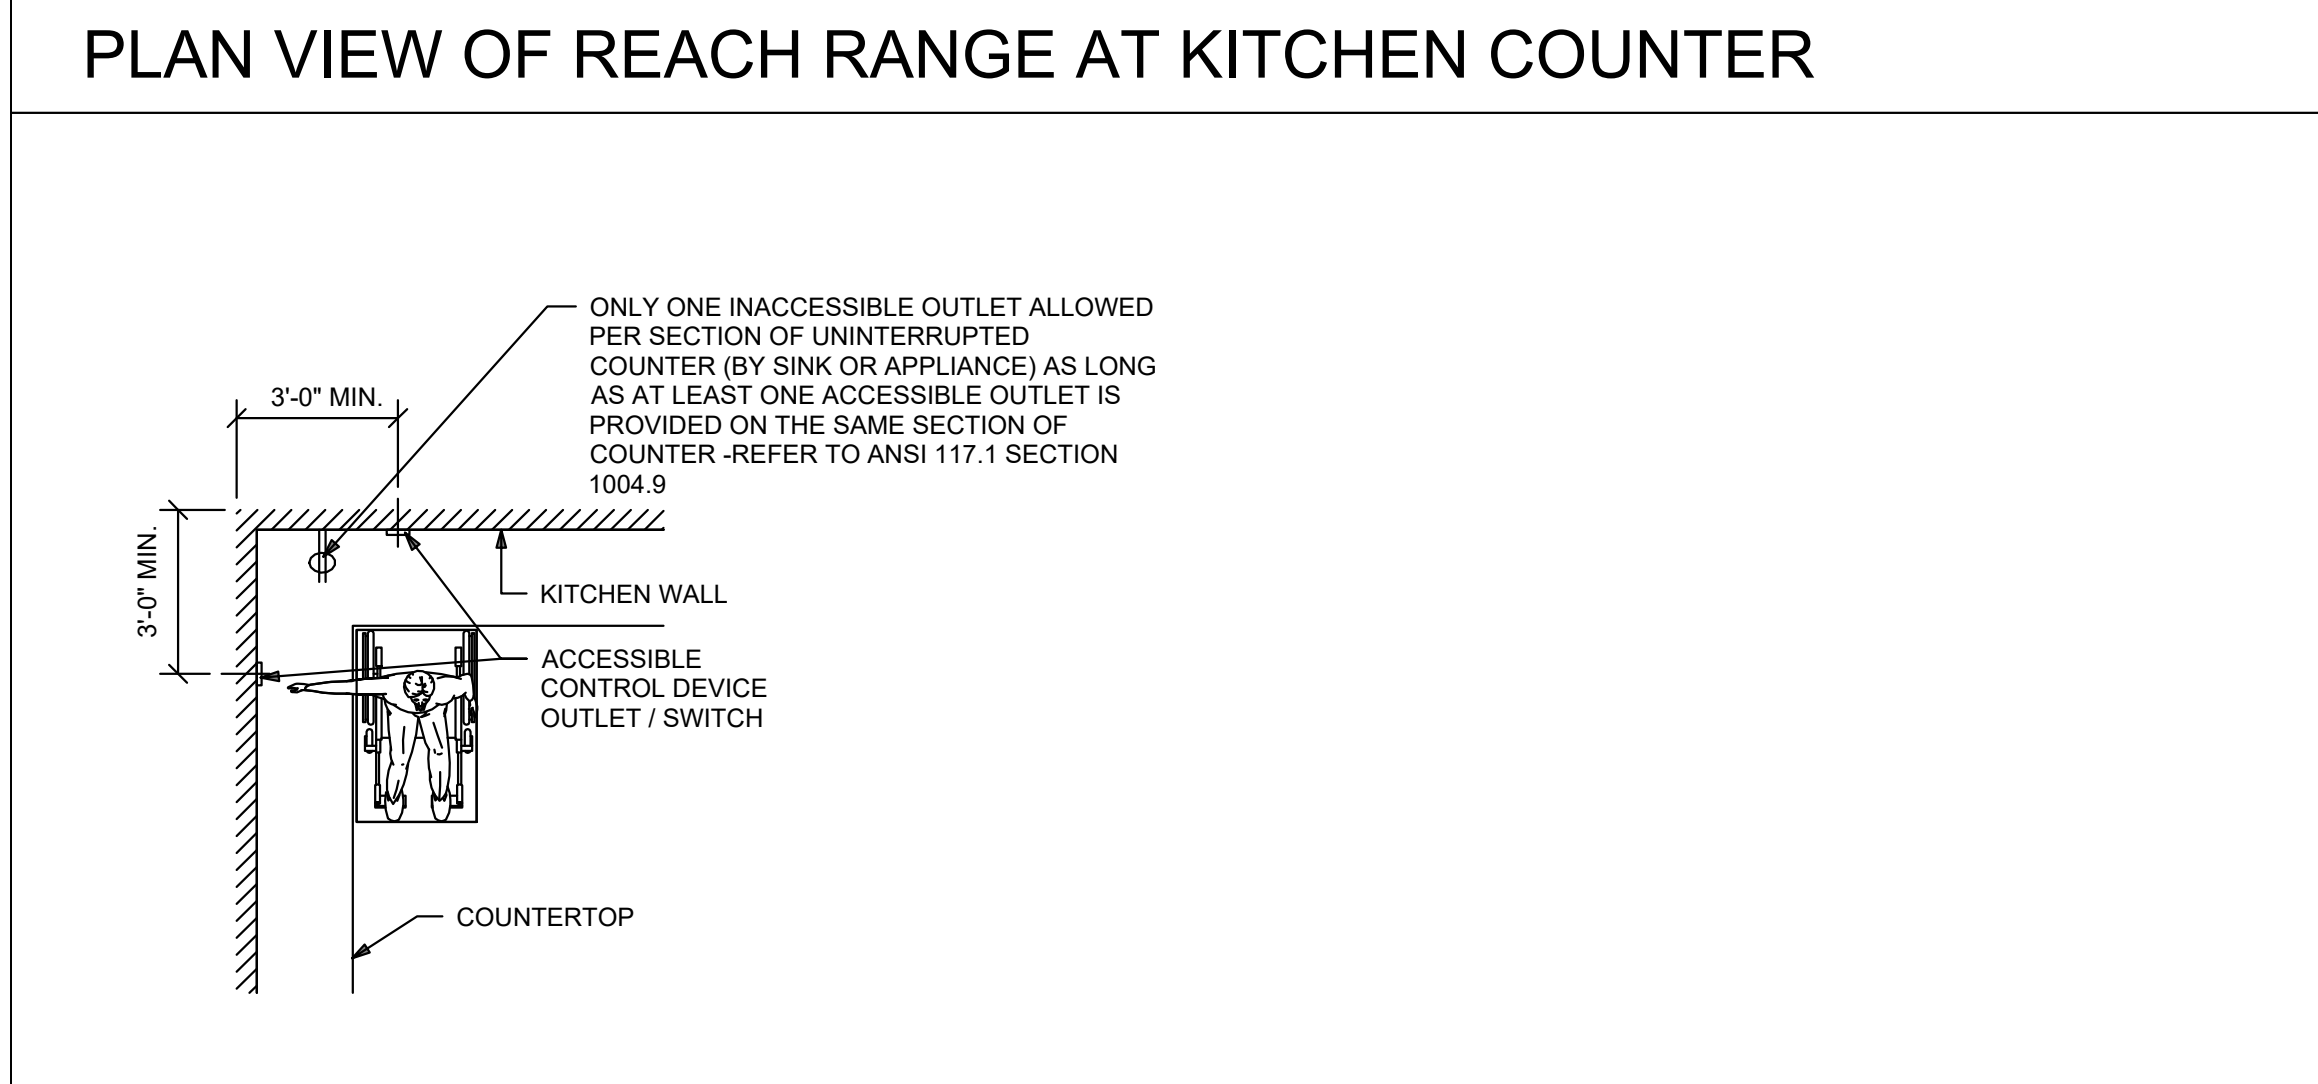 PLAN VIEW OF REACH RANGE AT KITCHEN COUNTER
ONLY ONE INACCESSIBLE OUTLET ALLOWED
PER SECTION OF UNINTERRUPTED
COUNTER (BY SINK OR APPLIANCE) AS LONG
AS AT LEAST ONE ACCESSIBLE OUTLET IS
PROVIDED ON THE SAME SECTION OF
COUNTER -REFER TO ANSI 117.1 SECTION
1004.9
3'-0" MIN.
3'-0" MIN.
KITCHEN WALL
ACCESSIBLE
CONTROL DEVICE
OUTLET / SWITCH
COUNTERTOP